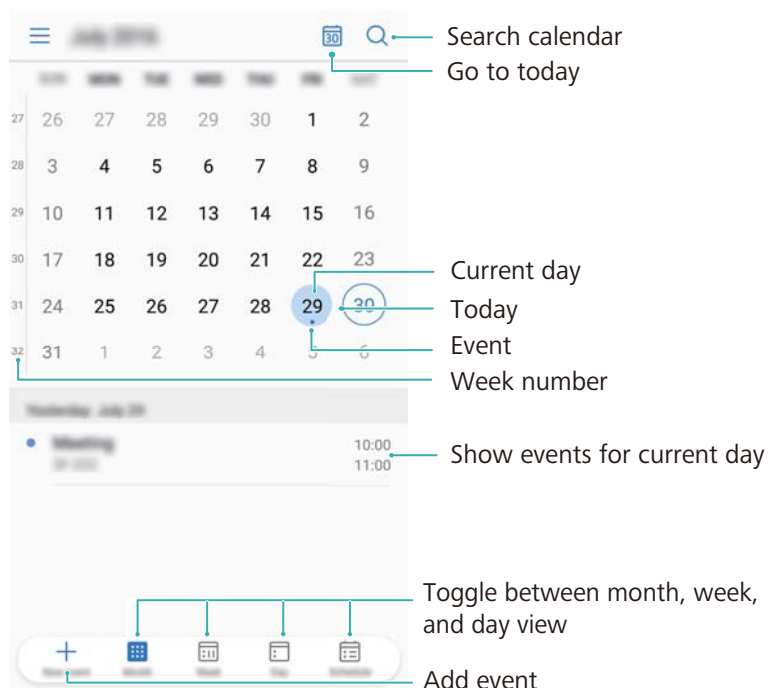 30
Search calendar
Go to today
27 26 27 28 29 30 1 2
28 3 4 5 6 7 8 9
29 10 11 12 13 14 15 16
30 17 18 19 20 21 22 23
Current day
31 24 25 26 27 28 29 30
Today
Event
32 31 1 2 3 4 5 6
Week number
10:00
11:00
Show events for current day
Toggle between month, week,
and day view
Add event